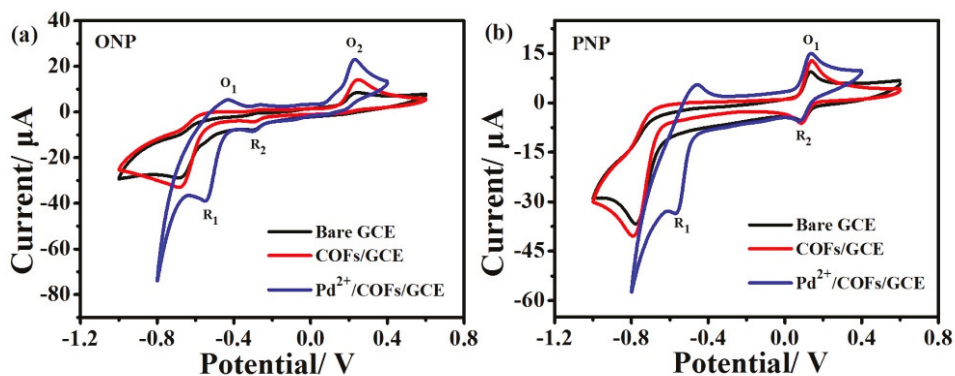 (a)
ONP
Current/ μA
40
20
0
-20
-40
-60
-80
O₁
O₂
R₂
R₁
Bare GCE
COFs/GCE
Pd²⁺/COFs/GCE
-1.2
-0.8
-0.4
0.0
0.4
0.8
Potential/ V
(b)
PNP
Current/ μA
30
15
0
-15
-30
-45
-60
O₁
R₂
R₁
Bare GCE
COFs/GCE
Pd²⁺/COFs/GCE
-1.2
-0.8
-0.4
0.0
0.4
0.8
Potential/ V